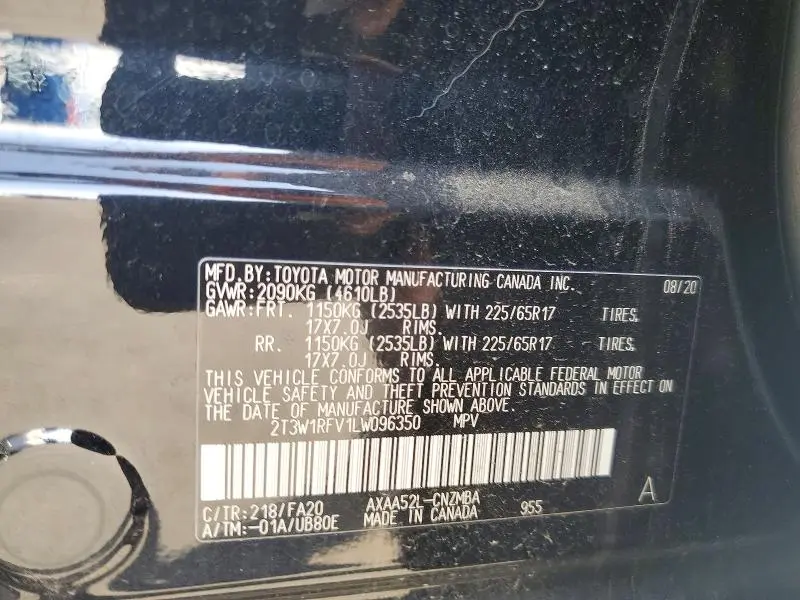 MFD.BY:TOYOTA MOTOR MANUFACTURING CANADA INC. 08/20
GVWR:2090KG (4610LB)
GAWR:FRT. 1150KG (2535LB) WITH 225/65R17 TIRES.
17X7.0J RIMS.
RR. 1150KG (2535LB) WITH 225/65R17 TIRES.
17X7.0J RIMS.
THIS VEHICLE CONFORMS TO ALL APPLICABLE FEDERAL MOTOR
VEHICLE SAFETY AND THEFT PREVENTION STANDARDS IN EFFECT ON
THE DATE OF MANUFACTURE SHOWN ABOVE.
2T3W1RFV1LW096350 MPV
C/TR:218/FA20 AXAA52L-CNZMBA 955 A
A/TM:-01A/UB80E MADE IN CANADA